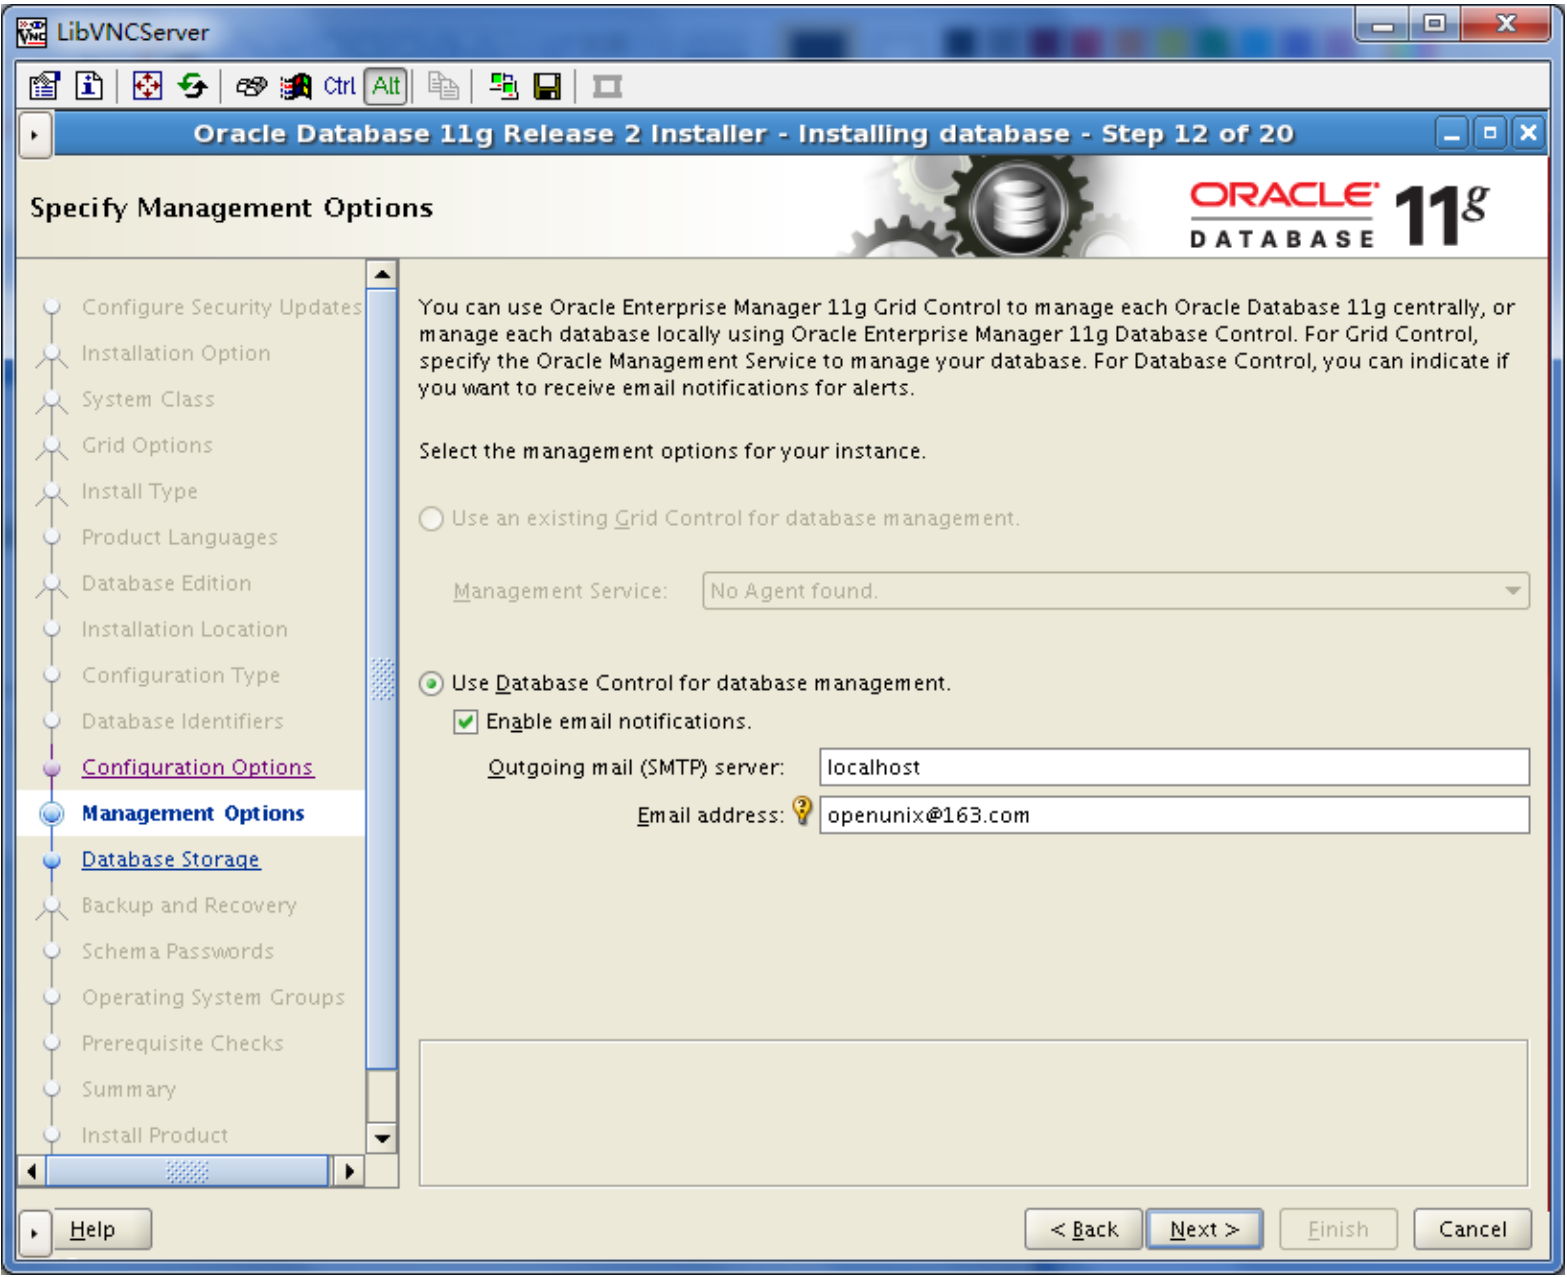 LibVNCServer
Ctrl Alt
Oracle Database 11g Release 2 Installer - Installing database - Step 12 of 20
Specify Management Options
ORACLE
DATABASE
11g
Configure Security Updates
Installation Option
System Class
Grid Options
Install Type
Product Languages
Database Edition
Installation Location
Configuration Type
Database Identifiers
Configuration Options
Management Options
Database Storage
Backup and Recovery
Schema Passwords
Operating System Groups
Prerequisite Checks
Summary
Install Product
You can use Oracle Enterprise Manager 11g Grid Control to manage each Oracle Database 11g centrally, or
manage each database locally using Oracle Enterprise Manager 11g Database Control. For Grid Control,
specify the Oracle Management Service to manage your database. For Database Control, you can indicate if
you want to receive email notifications for alerts.
Select the management options for your instance.
Use an existing Grid Control for database management.
Management Service: No Agent found.
Use Database Control for database management.
Enable email notifications.
Outgoing mail (SMTP) server: localhost
Email address: openunix@163.com
Help
< Back
Next >
Finish
Cancel